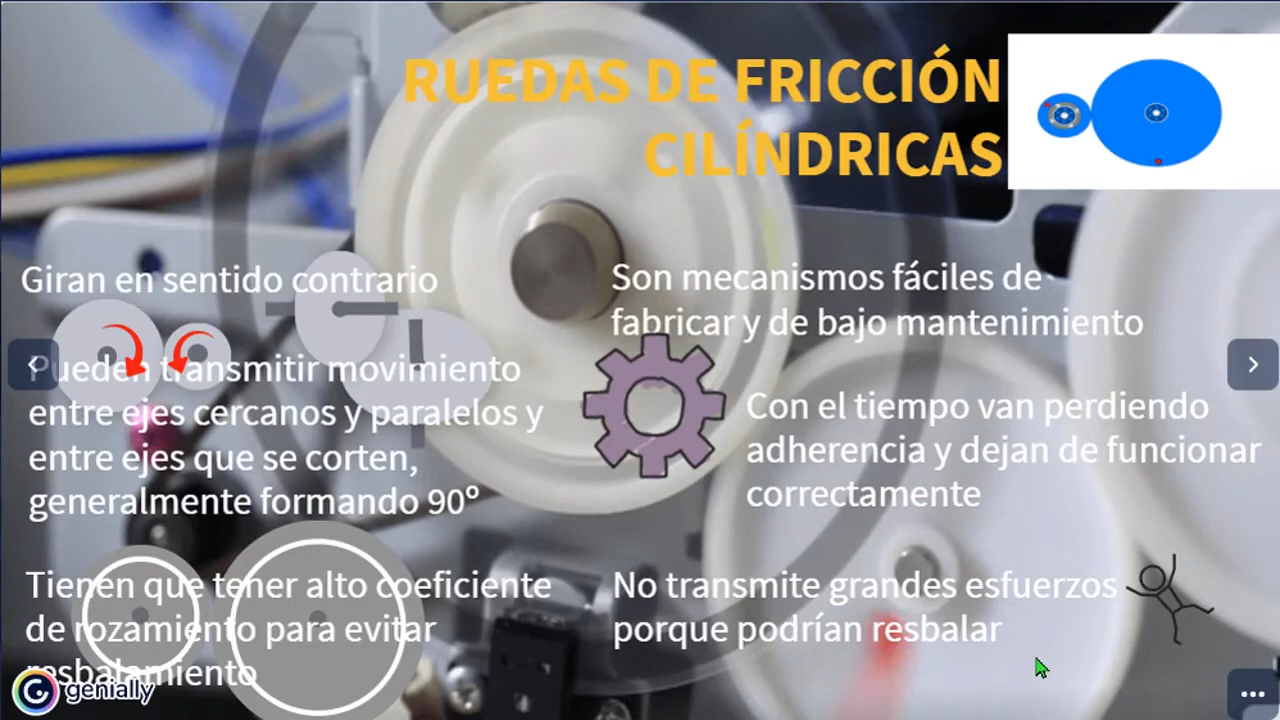 RUEDAS DE FRICCIÓN
CILÍNDRICAS
Giran en sentido contrario
Pueden transmitir movimiento
entre ejes cercanos y paralelos y
entre ejes que se corten,
generalmente formando 90º
Tienen que tener alto coeficiente
de rozamiento para evitar
resbalamiento
Son mecanismos fáciles de
fabricar y de bajo mantenimiento
Con el tiempo van perdiendo
adherencia y dejan de funcionar
correctamente
No transmite grandes esfuerzos
porque podrían resbalar
genially